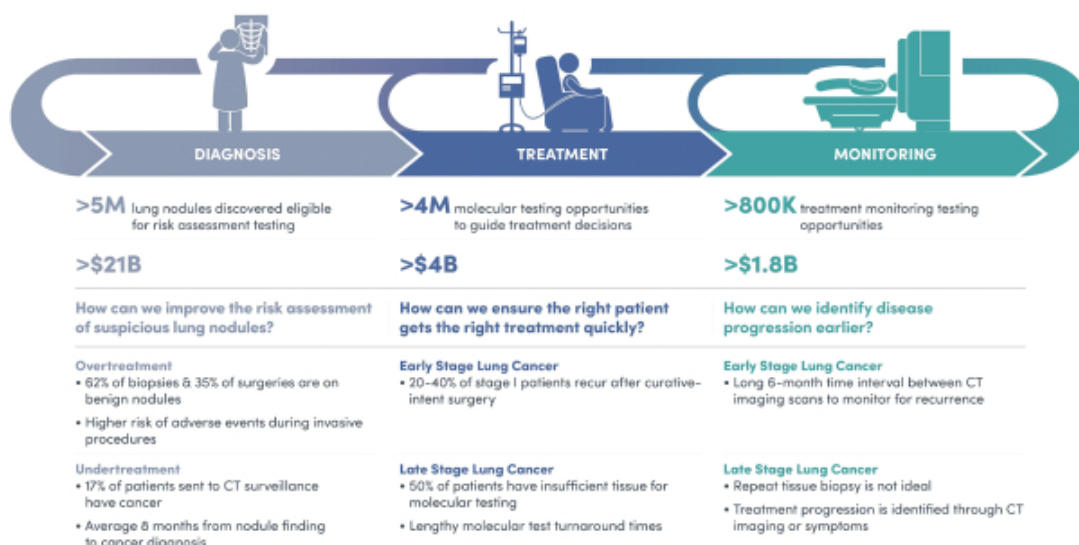 DIAGNOSIS
TREATMENT
MONITORING
>5M lung nodules discovered eligible
for risk assessment testing
>4M molecular testing opportunities
to guide treatment decisions
>800K treatment monitoring testing
opportunities
>$21B
>$4B
>$1.8B
How can we improve the risk assessment
of suspicious lung nodules?
How can we ensure the right patient
gets the right treatment quickly?
How can we identify disease
progression earlier?
Overtreatment
• 62% of biopsies & 35% of surgeries are on
benign nodules
• Higher risk of adverse events during invasive
procedures
Early Stage Lung Cancer
• 20-40% of stage I patients recur after curative-
intent surgery
Early Stage Lung Cancer
• Long 6-month time interval between CT
imaging scans to monitor for recurrence
Undertreatment
• 17% of patients sent to CT surveillance
have cancer
• Average 8 months from nodule finding
to cancer diagnosis
Late Stage Lung Cancer
• 50% of patients have insufficient tissue for
molecular testing
• Lengthy molecular test turnaround times
Late Stage Lung Cancer
• Repeat tissue biopsy is not ideal
• Treatment progression is identified through CT
imaging or symptoms